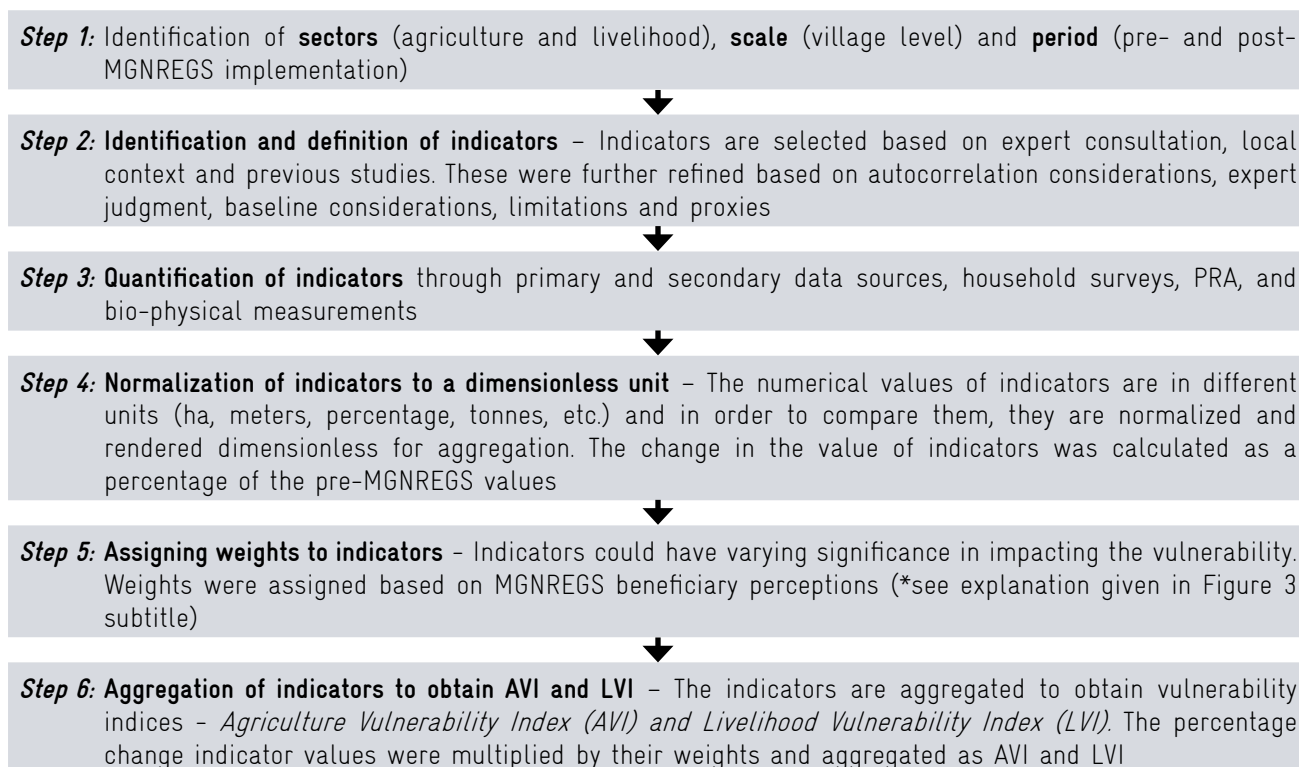 Step 1: Identification of sectors (agriculture and livelihood), scale (village level) and period (pre- and post-
MGNREGS implementation)
Step 2: Identification and definition of indicators – Indicators are selected based on expert consultation, local
context and previous studies. These were further refined based on autocorrelation considerations, expert
judgment, baseline considerations, limitations and proxies
Step 3: Quantification of indicators through primary and secondary data sources, household surveys, PRA, and
bio-physical measurements
Step 4: Normalization of indicators to a dimensionless unit – The numerical values of indicators are in different
units (ha, meters, percentage, tonnes, etc.) and in order to compare them, they are normalized and
rendered dimensionless for aggregation. The change in the value of indicators was calculated as a
percentage of the pre-MGNREGS values
Step 5: Assigning weights to indicators - Indicators could have varying significance in impacting the vulnerability.
Weights were assigned based on MGNREGS beneficiary perceptions (*see explanation given in Figure 3
subtitle)
Step 6: Aggregation of indicators to obtain AVI and LVI – The indicators are aggregated to obtain vulnerability
indices - Agriculture Vulnerability Index (AVI) and Livelihood Vulnerability Index (LVI). The percentage
change indicator values were multiplied by their weights and aggregated as AVI and LVI